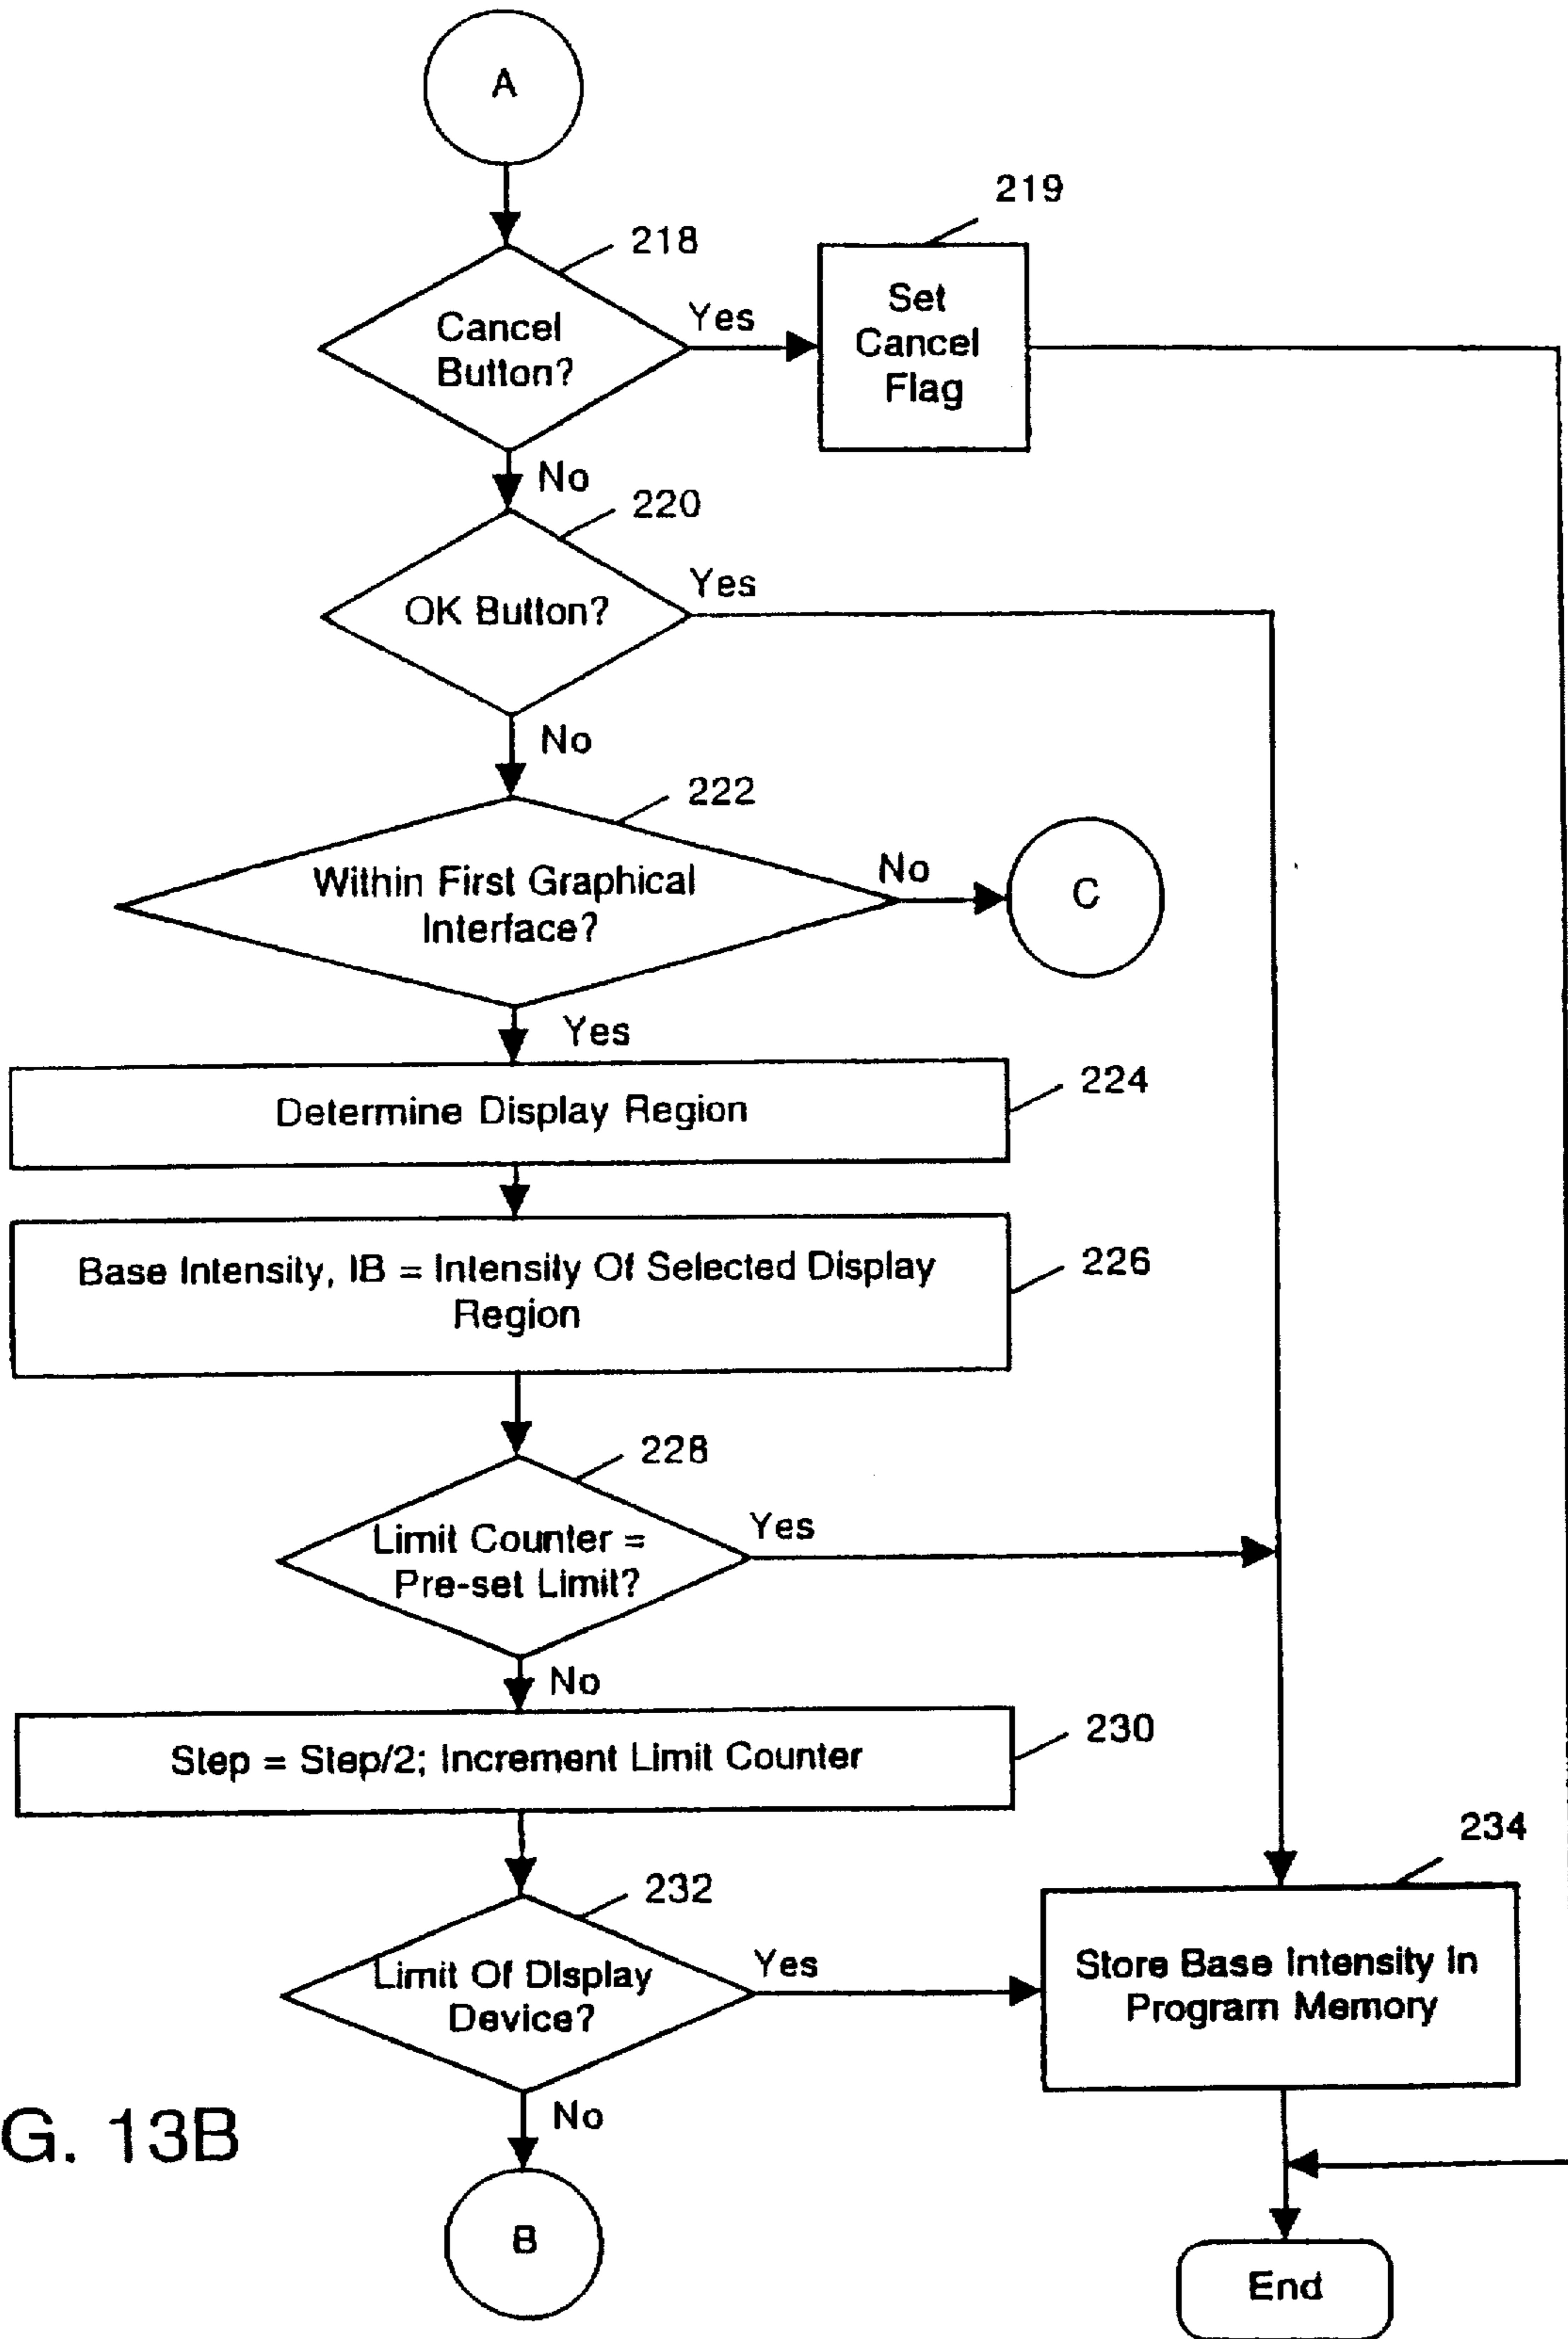 A
219
218
Set
Cancel
Flag
Cancel
Button?
Yes
No
220
OK Button?
Yes
No
222
Within First Graphical
Interface?
No
C
Yes
224
Determine Display Region
226
Base Intensity, IB = Intensity Of Selected Display
Region
228
Limit Counter =
Pre-set Limit?
Yes
No
230
Step = Step/2; Increment Limit Counter
234
232
Limit Of Display
Device?
Yes
Store Base Intensity In
Program Memory
No
G. 13B
B
End